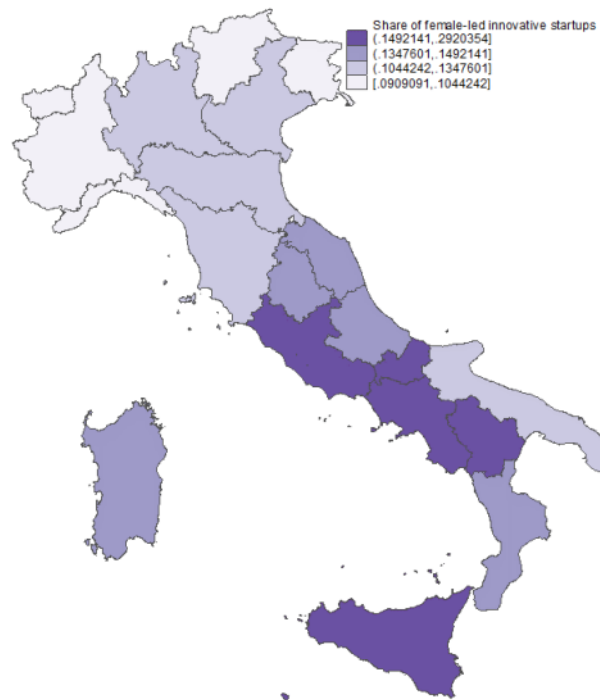 Share of female-led innovative startups
(.1492141,.2920354]
(.1347601,.1492141]
(.1044242,.1347601]
[.0909091,.1044242]